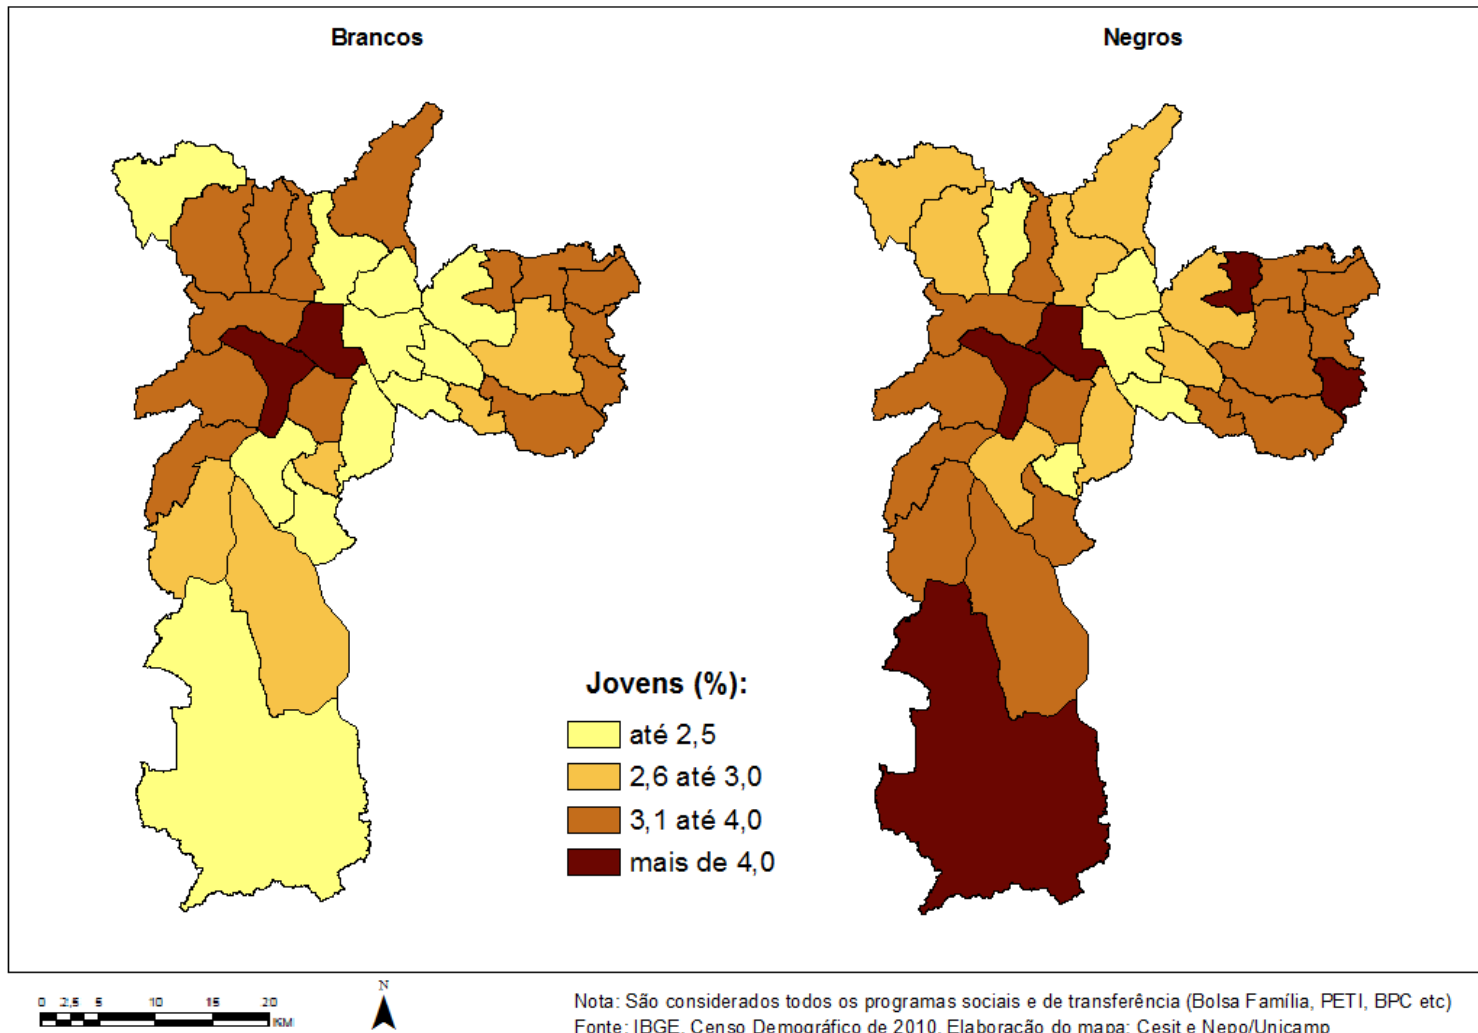 Brancos
Negros
Jovens (%):
até 2,5
2,6 até 3,0
3,1 até 4,0
mais de 4,0
0 2,5 5 10 15 20
KM
N
Nota: São considerados todos os programas sociais e de transferência (Bolsa Família, PETI, BPC etc)
Fonte: IBGE. Censo Demográfico de 2010. Elaboração do mapa: Cesit e Nepo/Unicamp